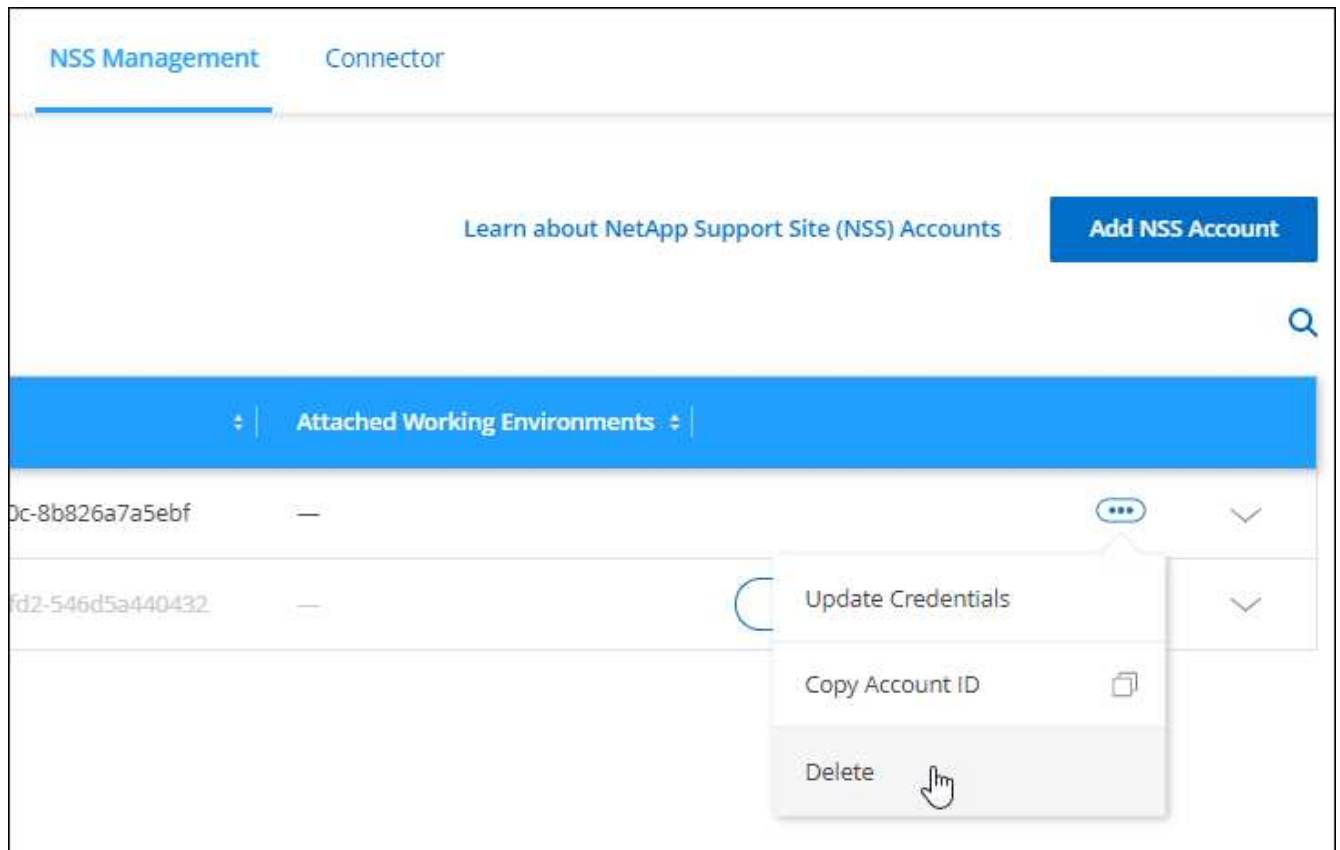 NSS Management Connector
Learn about NetApp Support Site (NSS) Accounts Add NSS Account
Attached Working Environments
0c-8b826a7a5ebf —
fd2-546d5a440432 —
Update Credentials
Copy Account ID
Delete